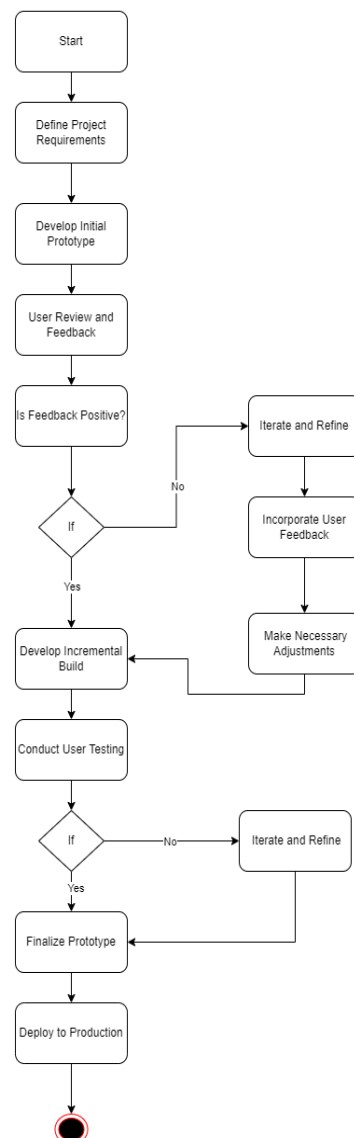 Start
Define Project
Requirements
Develop Initial
Prototype
User Review and
Feedback
Is Feedback Positive?
Iterate and Refine
No
Incorporate User
Feedback
If
Yes
Make Necessary
Adjustments
Develop Incremental
Build
Conduct User Testing
If
No
Iterate and Refine
Yes
Finalize Prototype
Deploy to Production